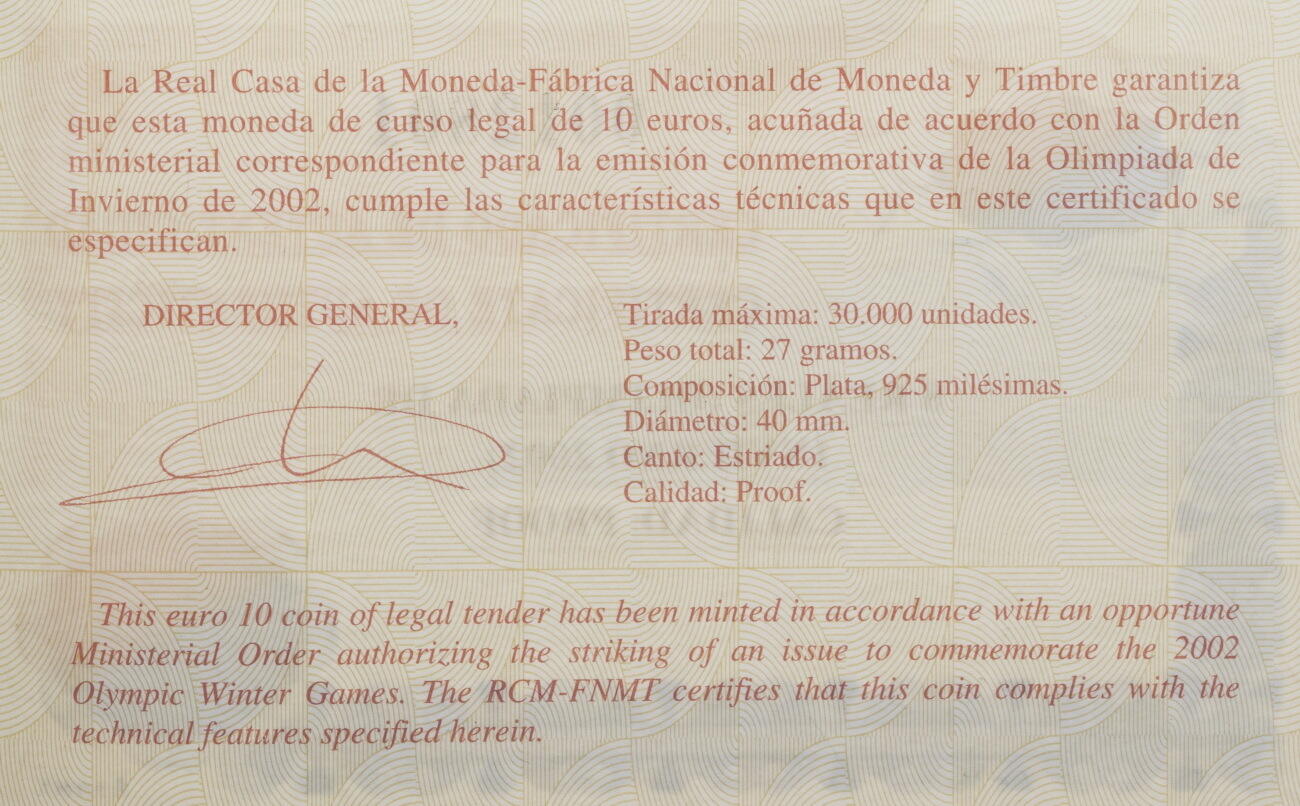 La Real Casa de la Moneda-Fábrica Nacional de Moneda y Timbre garantiza
que esta moneda de curso legal de 10 euros, acuñada de acuerdo con la Orden
ministerial correspondiente para la emisión conmemorativa de la Olimpiada de
Invierno de 2002, cumple las características técnicas que en este certificado se
especifican.
DIRECTOR GENERAL,
Tirada máxima: 30.000 unidades.
Peso total: 27 gramos.
Composición: Plata, 925 milésimas.
Diámetro: 40 mm.
Canto: Estriado.
Calidad: Proof.
This euro 10 coin of legal tender has been minted in accordance with an opportune
Ministerial Order authorizing the striking of an issue to commemorate the 2002
Olympic Winter Games. The RCM-FNMT certifies that this coin complies with the
technical features specified herein.